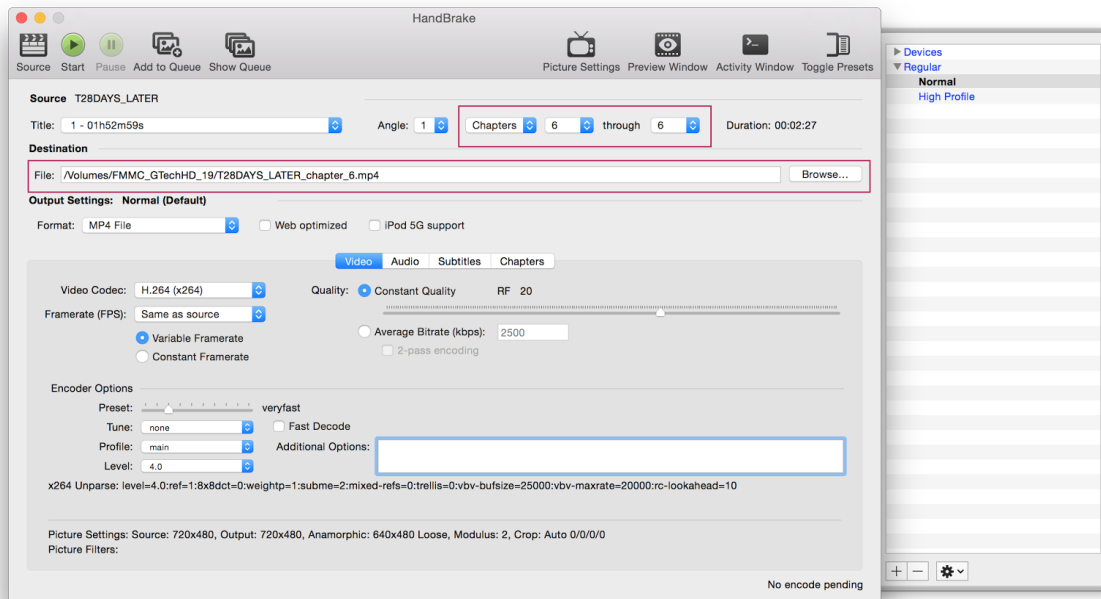 HandBrake
Source Start Pause Add to Queue Show Queue Picture Settings Preview Window Activity Window Toggle Presets
Source T28DAYS_LATER
Title: 1 - 01h52m59s Angle: 1 Chapters 6 through 6 Duration: 00:02:27
Destination
File: /Volumes/FMMC_GTechHD_19/T28DAYS_LATER_chapter_6.mp4 Browse...
Output Settings: Normal (Default)
Format: MP4 File Web optimized iPod 5G support
Video Audio Subtitles Chapters
Video Codec: H.264 (x264) Quality: Constant Quality RF 20
Framerate (FPS): Same as source
Variable Framerate Average Bitrate (kbps): 2500
Constant Framerate 2-pass encoding
Encoder Options
Preset: veryfast
Tune: none Fast Decode
Profile: main Additional Options:
Level: 4.0
x264 Unparse: level=4.0:ref=1:8x8dct=0:weightp=1:subme=2:mixed-refs=0:trellis=0:vbv-bufsize=25000:vbv-maxrate=20000:rc-lookahead=10
Picture Settings: Source: 720x480, Output: 720x480, Anamorphic: 640x480 Loose, Modulus: 2, Crop: Auto 0/0/0/0
Picture Filters:
No encode pending
Devices
Regular
Normal
High Profile